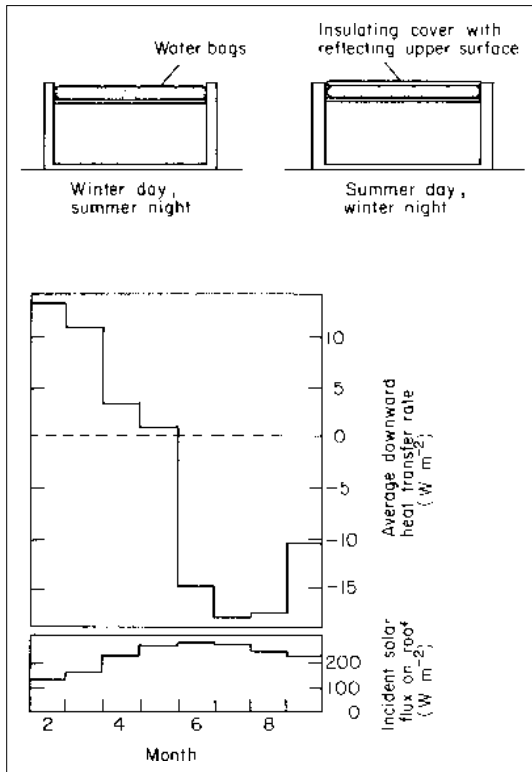 Water bags
Insulating cover with
reflecting upper surface
Winter day,
summer night
Summer day,
winter night
10
5
0
-5
-10
-15
Average downward
heat transfer rate
(W m⁻²)
200
100
0
Incident solar
flux on roof
(W m⁻²)
2 4 6 8
Month